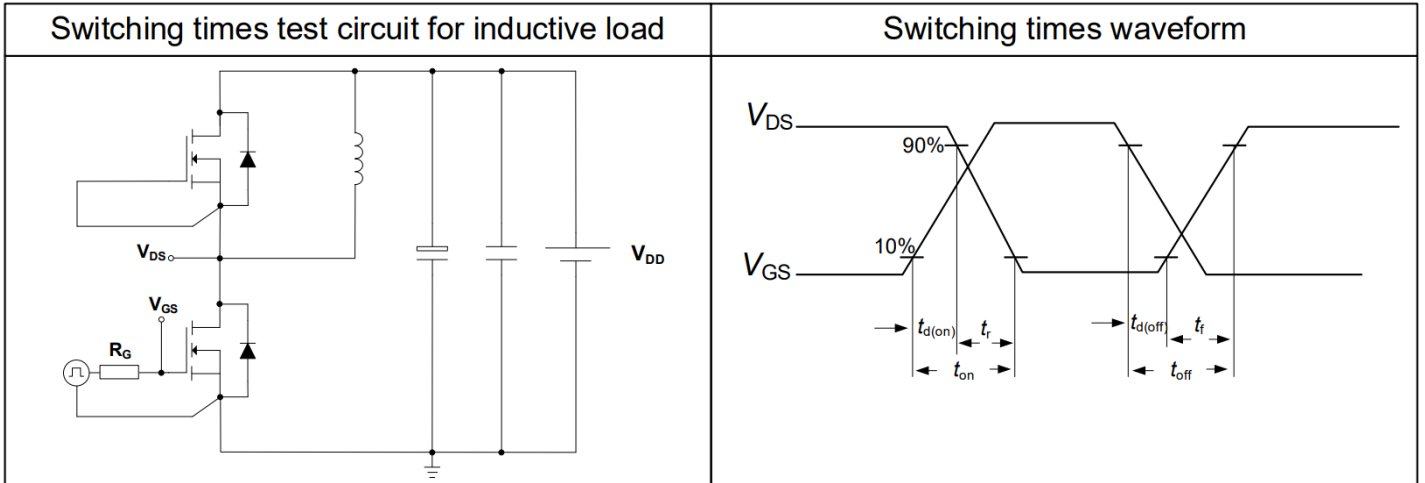 Switching times test circuit for inductive load
Switching times waveform
VDS
VDD
VGS
RG
VDS
90%
10%
VGS
td(on)
tr
td(off)
tf
ton
toff